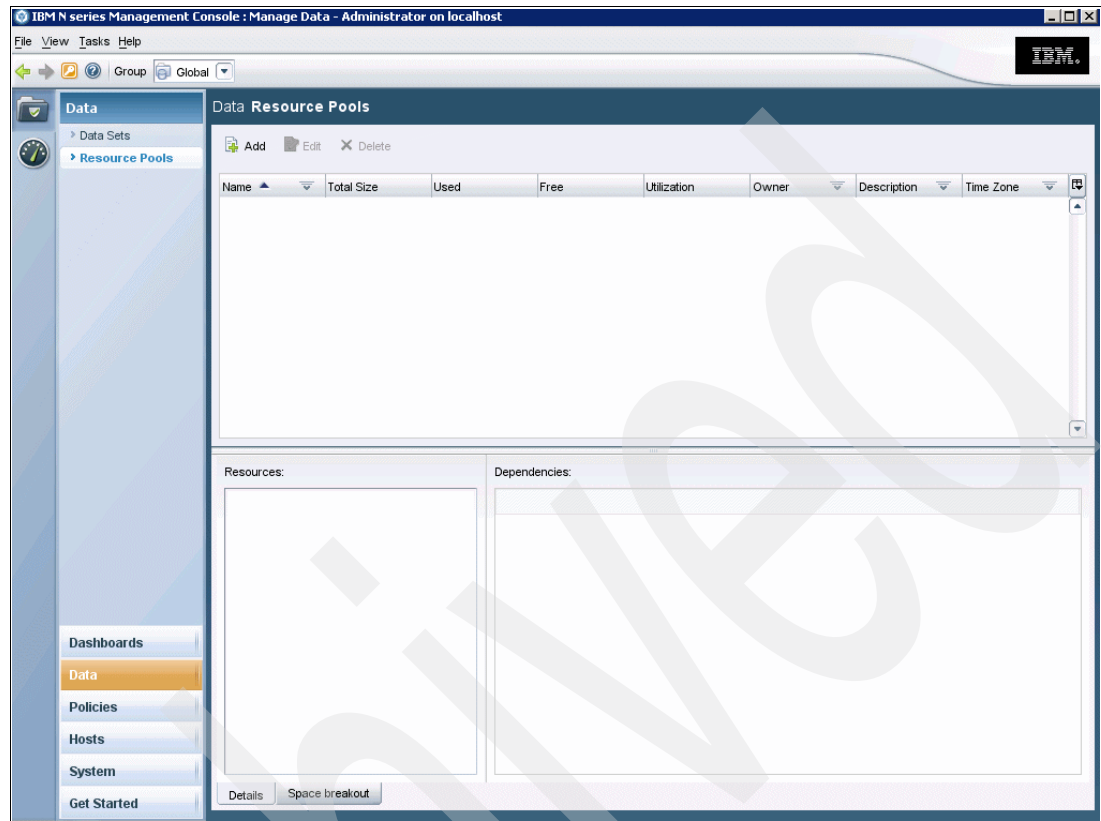 IBM N series Management Console : Manage Data - Administrator on localhost
File View Tasks Help
IBM.
Group Global
Data
Data Sets
Resource Pools
Data Resource Pools
Add Edit Delete
Name Total Size Used Free Utilization Owner Description Time Zone
Resources: Dependencies:
Dashboards
Data
Policies
Hosts
System
Get Started
Details Space breakout